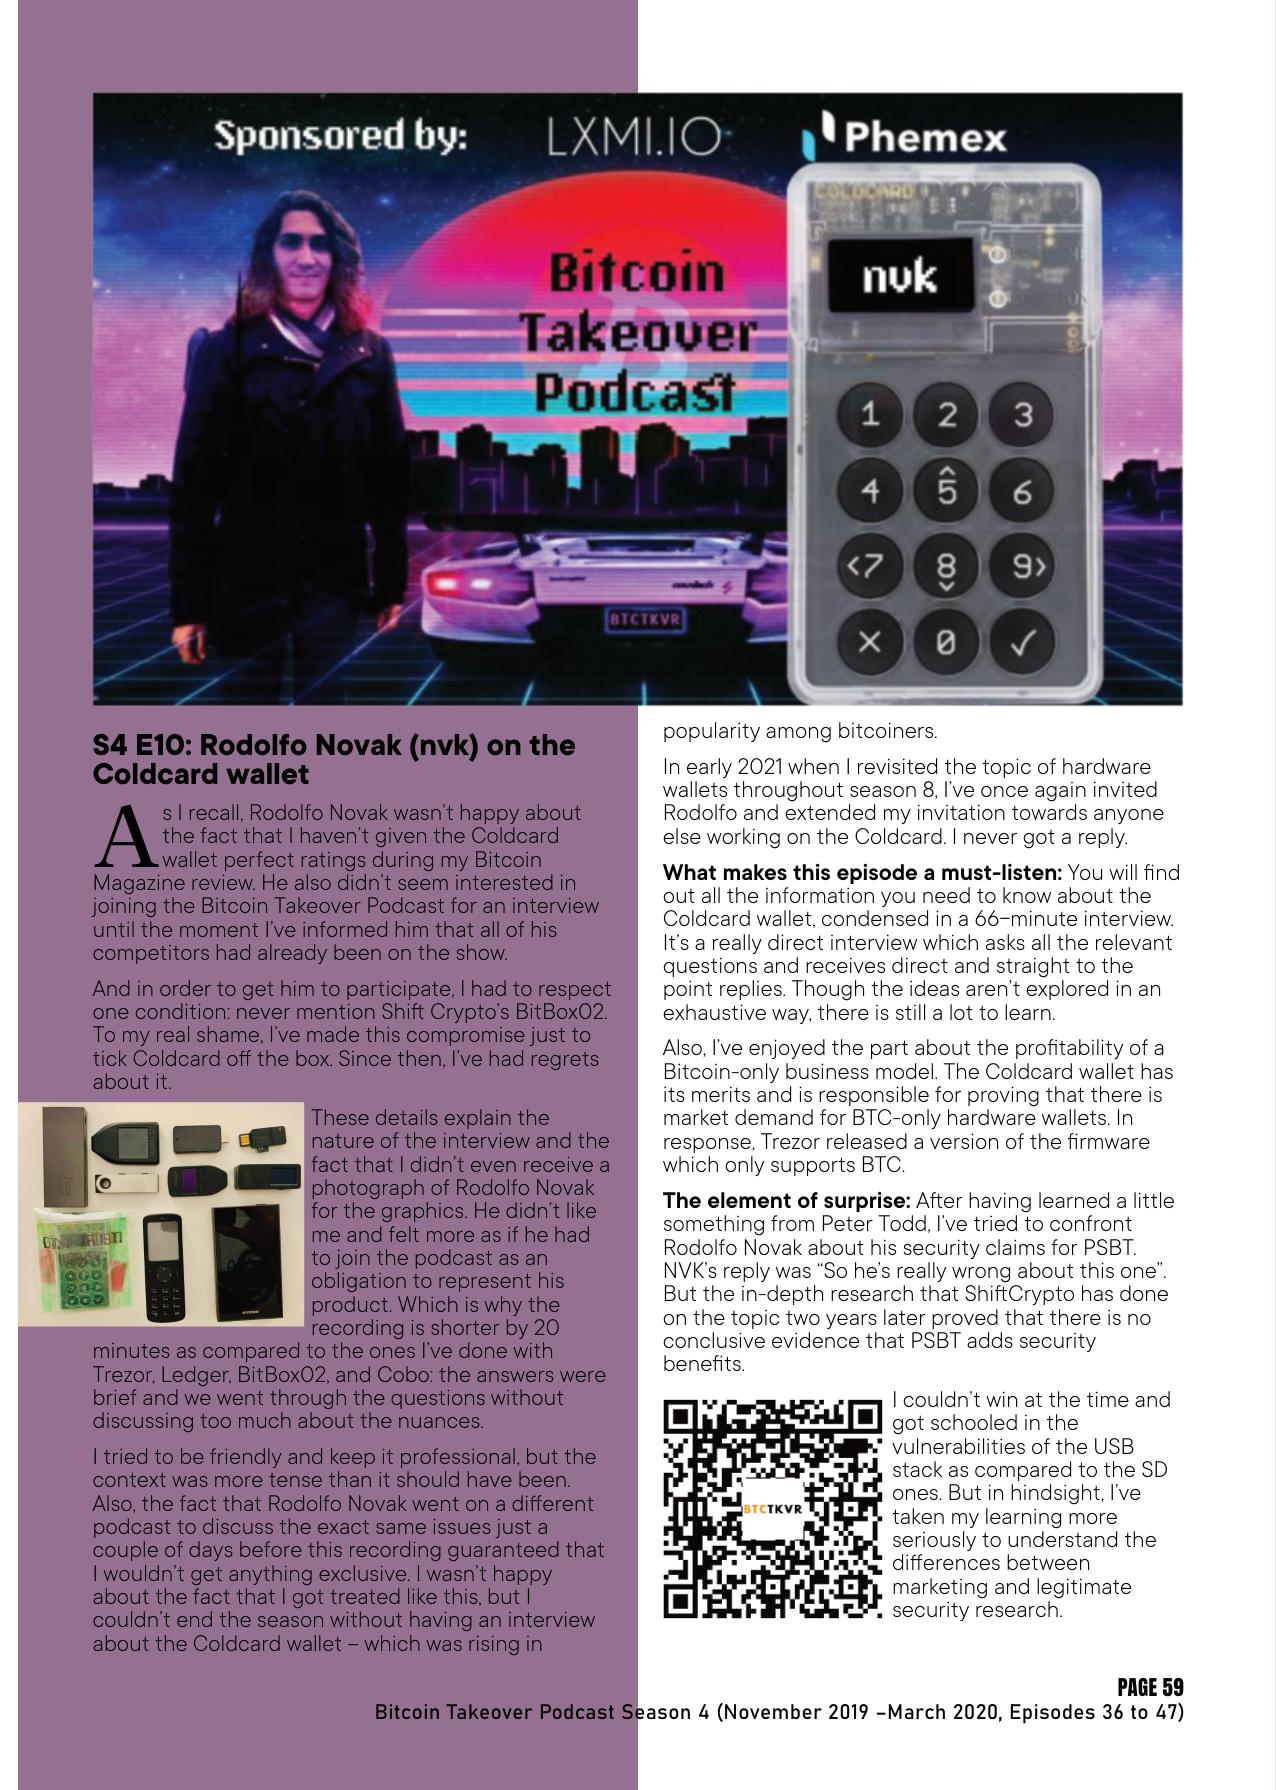 Sponsored by:
LXMI.IO
Phemex
COLDCARD
nvk
Bitcoin
Takeover
Podcast
1 2 3
4 5 6
<7 8 9>
X 0 ✓
BTCTKVR
S4 E10: Rodolfo Novak (nvk) on the
Coldcard wallet
As I recall, Rodolfo Novak wasn't happy about
the fact that I haven't given the Coldcard
wallet perfect ratings during my Bitcoin
Magazine review. He also didn't seem interested in
joining the Bitcoin Takeover Podcast for an interview
until the moment I've informed him that all of his
competitors had already been on the show.
And in order to get him to participate, I had to respect
one condition: never mention Shift Crypto's BitBox02.
To my real shame, I've made this compromise just to
tick Coldcard off the box. Since then, I've had regrets
about it.
These details explain the
nature of the interview and the
fact that I didn't even receive a
photograph of Rodolfo Novak
for the graphics. He didn't like
me and felt more as if he had
to join the podcast as an
obligation to represent his
product. Which is why the
recording is shorter by 20
minutes as compared to the ones I've done with
Trezor, Ledger, BitBox02, and Cobo: the answers were
brief and we went through the questions without
discussing too much about the nuances.
I tried to be friendly and keep it professional, but the
context was more tense than it should have been.
Also, the fact that Rodolfo Novak went on a different
podcast to discuss the exact same issues just a
couple of days before this recording guaranteed that
I wouldn't get anything exclusive. I wasn't happy
about the fact that I got treated like this, but I
couldn't end the season without having an interview
about the Coldcard wallet – which was rising in
popularity among bitcoiners.
In early 2021 when I revisited the topic of hardware
wallets throughout season 8, I've once again invited
Rodolfo and extended my invitation towards anyone
else working on the Coldcard. I never got a reply.
What makes this episode a must-listen: You will find
out all the information you need to know about the
Coldcard wallet, condensed in a 66-minute interview.
It's a really direct interview which asks all the relevant
questions and receives direct and straight to the
point replies. Though the ideas aren't explored in an
exhaustive way, there is still a lot to learn.
Also, I've enjoyed the part about the profitability of a
Bitcoin-only business model. The Coldcard wallet has
its merits and is responsible for proving that there is
market demand for BTC-only hardware wallets. In
response, Trezor released a version of the firmware
which only supports BTC.
The element of surprise: After having learned a little
something from Peter Todd, I've tried to confront
Rodolfo Novak about his security claims for PSBT.
NVK's reply was “So he's really wrong about this one”.
But the in-depth research that ShiftCrypto has done
on the topic two years later proved that there is no
conclusive evidence that PSBT adds security
benefits.
I couldn't win at the time and
got schooled in the
vulnerabilities of the USB
stack as compared to the SD
ones. But in hindsight, I've
taken my learning more
seriously to understand the
differences between
marketing and legitimate
security research.
BTCTKVR
PAGE 59
Bitcoin Takeover Podcast Season 4 (November 2019 –March 2020, Episodes 36 to 47)